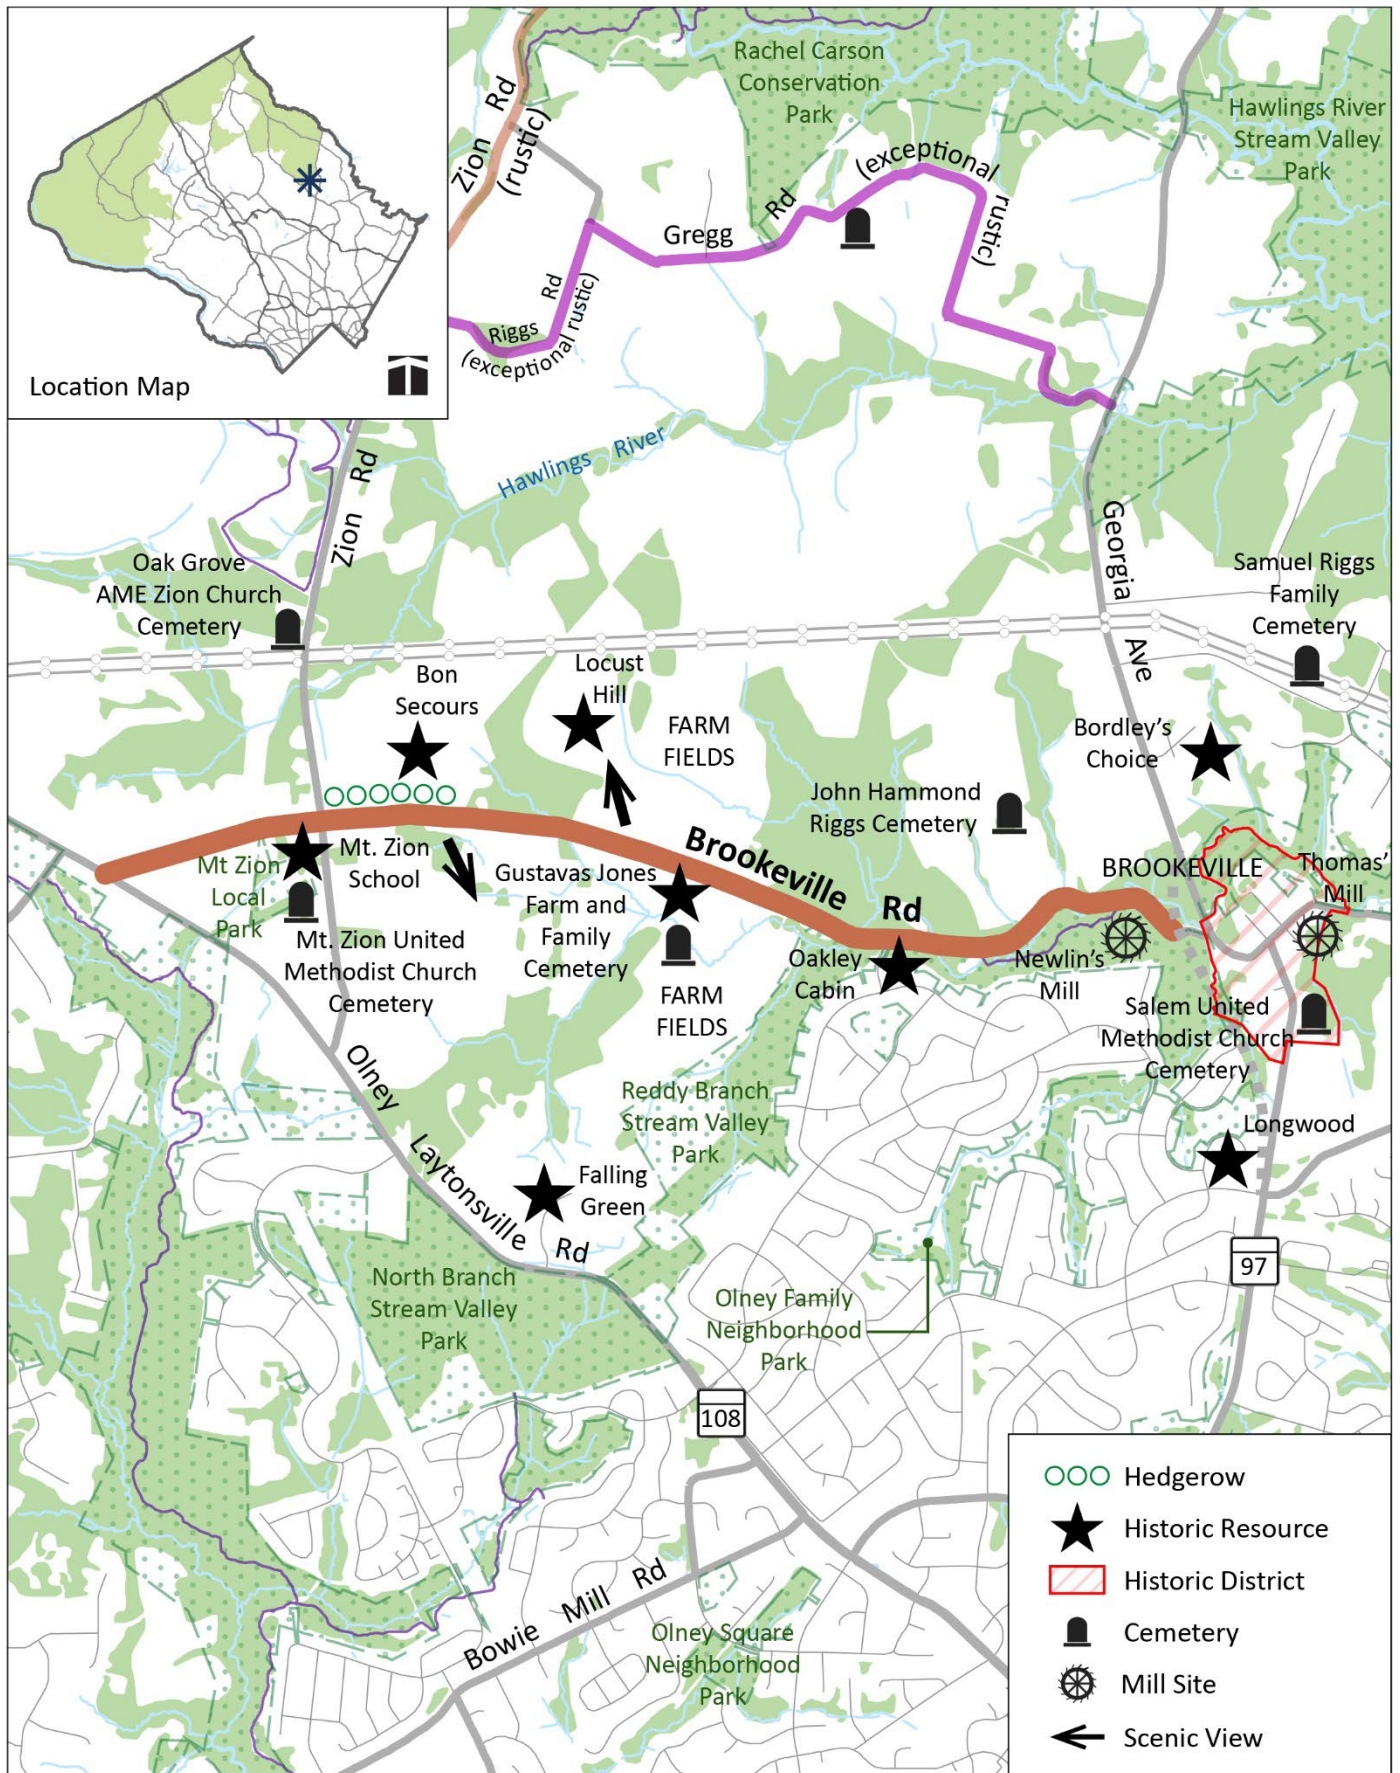 Location Map
Zion Rd
(rustic)
Rachel Carson
Conservation
Park
Hawlings River
Stream Valley
Park
Gregg Rd
(exceptional
rustic)
Riggs Rd
(exceptional rustic)
Hawlings River
Zion Rd
Georgia Ave
Oak Grove
AME Zion Church
Cemetery
Samuel Riggs
Family
Cemetery
Bon
Secours
Locust
Hill
FARM
FIELDS
Bordley's
Choice
John Hammond
Riggs Cemetery
Brookeville Rd
BROOKEVILLE
Thomas'
Mill
Mt Zion
Local
Park
Mt. Zion
School
Gustavas Jones
Farm and
Family
Cemetery
Mt. Zion United
Methodist Church
Cemetery
Oakley
Cabin
Newlin's
Mill
FARM
FIELDS
Salem United
Methodist Church
Cemetery
Olney Laytonsville Rd
Reddy Branch
Stream Valley
Park
Longwood
Falling
Green
97
North Branch
Stream Valley
Park
Olney Family
Neighborhood
Park
108
Bowie Mill Rd
Olney Square
Neighborhood
Park
Hedgerow
Historic Resource
Historic District
Cemetery
Mill Site
Scenic View